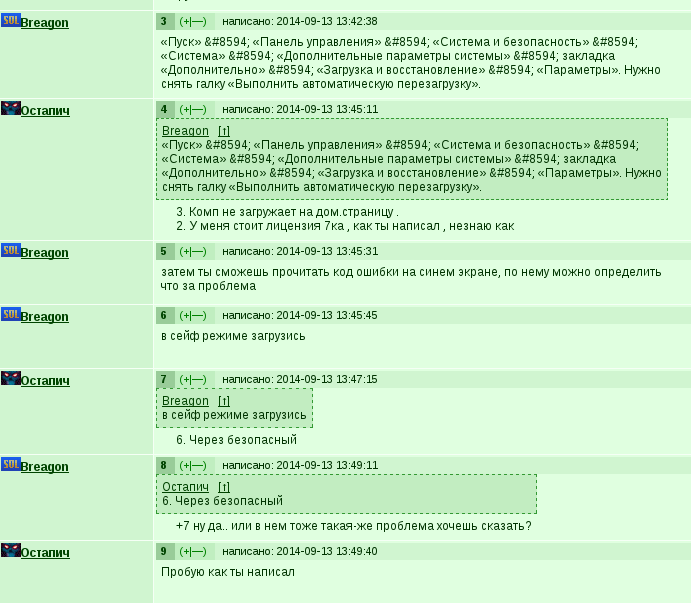 SOL Breagon
3 (+|—) написано: 2014-09-13 13:42:38
«Пуск» &#8594; «Панель управления» &#8594; «Система и безопасность» &#8594;
«Система» &#8594; «Дополнительные параметры системы» &#8594; закладка
«Дополнительно» &#8594; «Загрузка и восстановление» &#8594; «Параметры». Нужно
снять галку «Выполнить автоматическую перезагрузку».
Остапич
4 (+|—) написано: 2014-09-13 13:45:11
Breagon [↑]
«Пуск» &#8594; «Панель управления» &#8594; «Система и безопасность» &#8594;
«Система» &#8594; «Дополнительные параметры системы» &#8594; закладка
«Дополнительно» &#8594; «Загрузка и восстановление» &#8594; «Параметры». Нужно
снять галку «Выполнить автоматическую перезагрузку».
3. Комп не загружает на дом.страницу .
2. У меня стоит лицензия 7ка , как ты написал , незнаю как
SOL Breagon
5 (+|—) написано: 2014-09-13 13:45:31
затем ты сможешь прочитать код ошибки на синем экране, по нему можно определить
что за проблема
SOL Breagon
6 (+|—) написано: 2014-09-13 13:45:45
в сейф режиме загрузись
Остапич
7 (+|—) написано: 2014-09-13 13:47:15
Breagon [↑]
в сейф режиме загрузись
6. Через безопасный
SOL Breagon
8 (+|—) написано: 2014-09-13 13:49:11
Остапич [↑]
6. Через безопасный
+7 ну да.. или в нем тоже такая-же проблема хочешь сказать?
Остапич
9 (+|—) написано: 2014-09-13 13:49:40
Пробую как ты написал